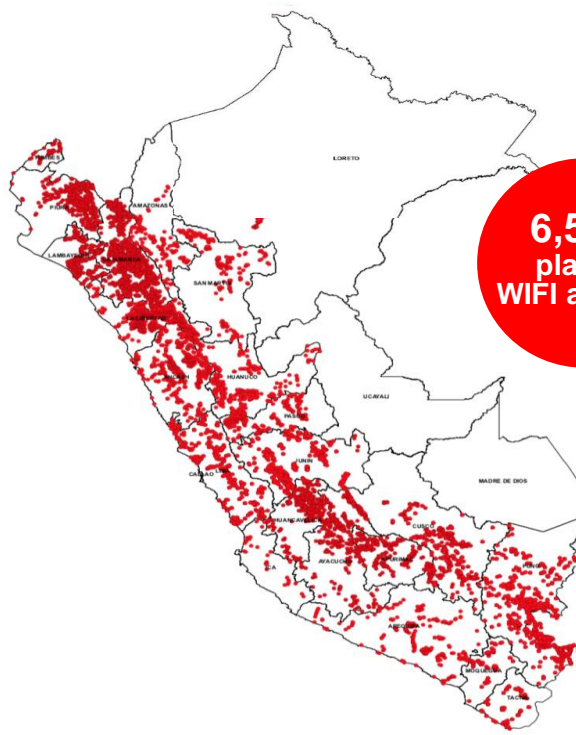 TUMBES
LORETO
PIURA
AMAZONAS
6,5
pla
WIFI a
LAMBAYEQUE
CAJAMARCA
SAN MARTIN
LA LIBERTAD
ANCASH
HUANUCO
UCAYALI
PASCO
JUNIN
CALLAO
LIMA
MADRE DE DIOS
HUANCAVELICA
CUSCO
ICA
AYACUCHO
APURIMAC
PUNO
AREQUIPA
MOQUEGUA
TACNA